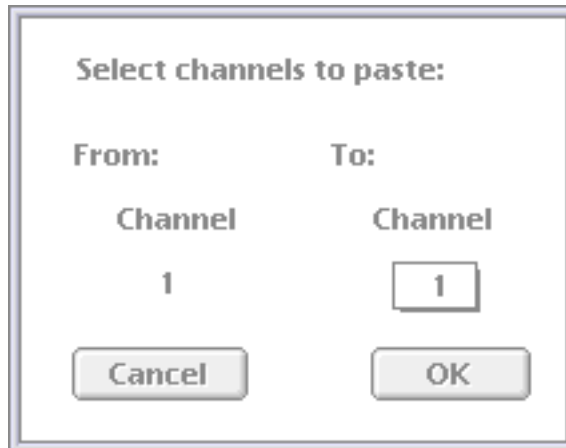 Select channels to paste:
From: To:
Channel Channel
1 1
Cancel OK